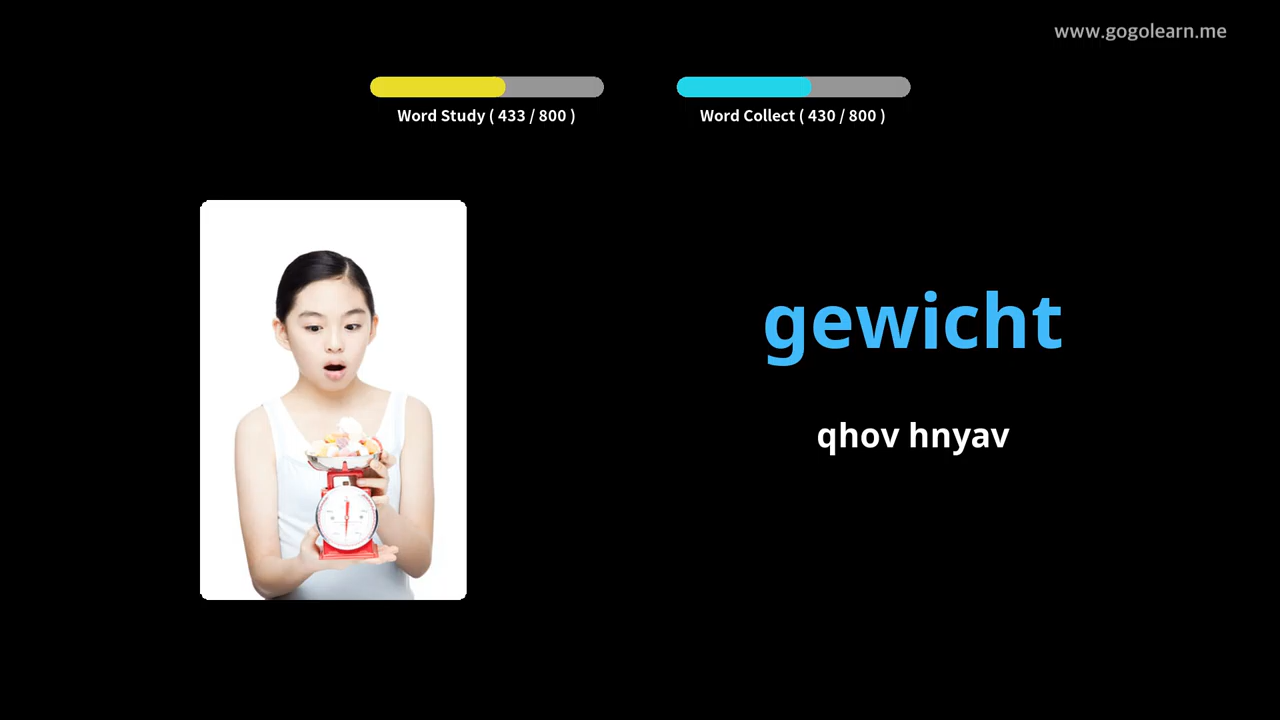 www.gogolearn.me
Word Study ( 433 / 800 )
Word Collect ( 430 / 800 )
gewicht
qhov hnyav